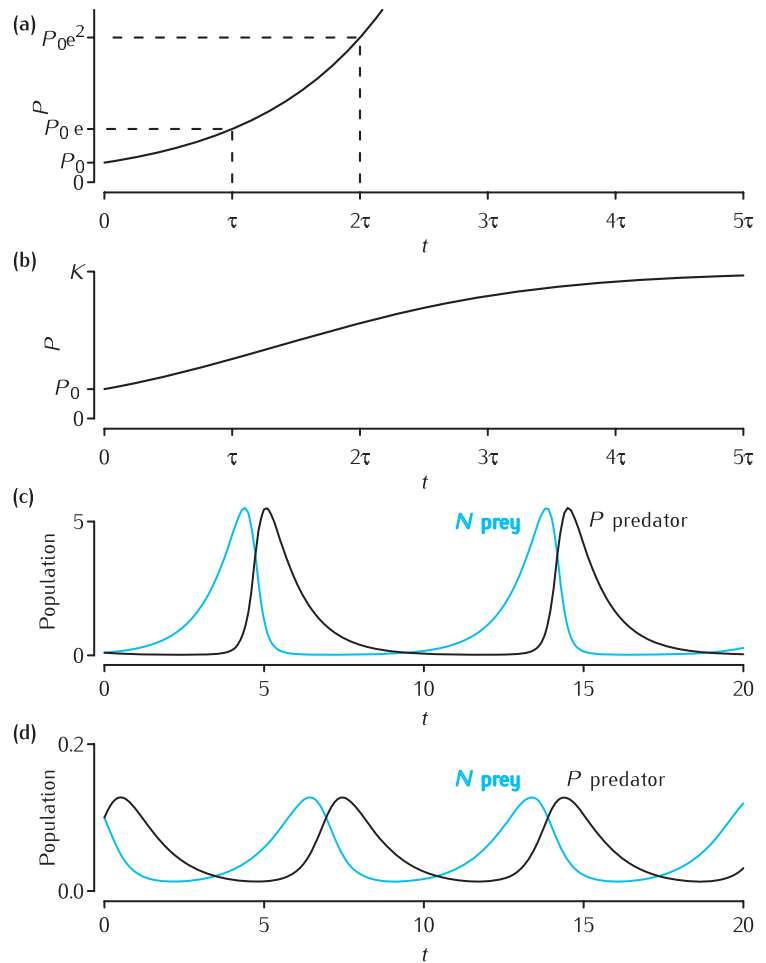 (a)
P₀e²
P
P₀ e
P₀
0
0 τ 2τ 3τ 4τ 5τ
t
(b)
K
P
P₀
0
0 τ 2τ 3τ 4τ 5τ
t
(c)
N prey P predator
5
Population
0
0 5 10 15 20
t
(d)
0.2
N prey P predator
Population
0.0
0 5 10 15 20
t